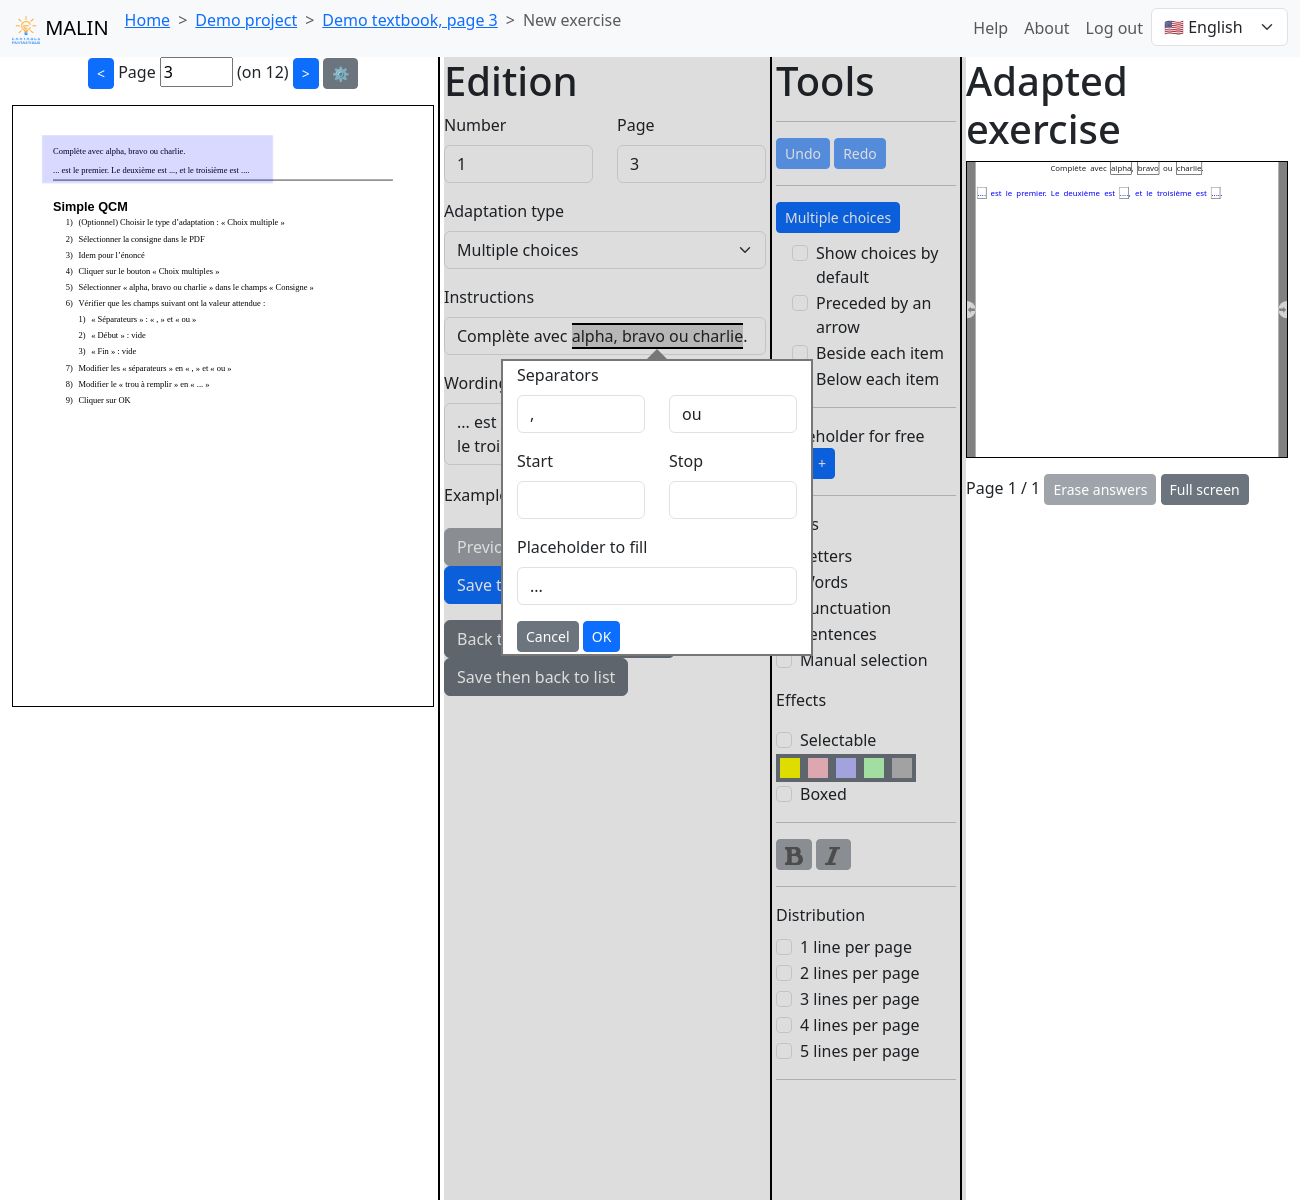 MALIN
Home > Demo project > Demo textbook, page 3 > New exercise
Help About Log out 🇺🇸 English
< Page 3 (on 12) > ⚙️
Complète avec alpha, bravo ou charlie.
... est le premier. Le deuxième est ..., et le troisième est ....
Simple QCM
1) (Optionnel) Choisir le type d’adaptation : « Choix multiple »
2) Sélectionner la consigne dans le PDF
3) Idem pour l’énoncé
4) Cliquer sur le bouton « Choix multiples »
5) Sélectionner « alpha, bravo ou charlie » dans le champs « Consigne »
6) Vérifier que les champs suivant ont la valeur attendue :
1) « Séparateurs » : « , » et « ou »
2) « Début » : vide
3) « Fin » : vide
7) Modifier les « séparateurs » en « , » et « ou »
8) Modifier le « trou à remplir » en « ... »
9) Cliquer sur OK
Edition
Number Page
1 3
Adaptation type
Multiple choices
Instructions
Complète avec alpha, bravo ou charlie.
Wording
... est
le troi
Example
Previo
Save t
Back t
Save then back to list
Separators
, ou
Start Stop
Placeholder to fill
...
Cancel OK
Tools
Undo Redo
Multiple choices
Show choices by
default
Preceded by an
arrow
Beside each item
Below each item
eholder for free
+
s
etters
Words
unctuation
entences
Manual selection
Effects
Selectable
Boxed
B I
Distribution
1 line per page
2 lines per page
3 lines per page
4 lines per page
5 lines per page
Adapted
exercise
Complète avec alpha, bravo ou charlie.
.... est le premier. Le deuxième est ...., et le troisième est .....
Page 1 / 1 Erase answers Full screen